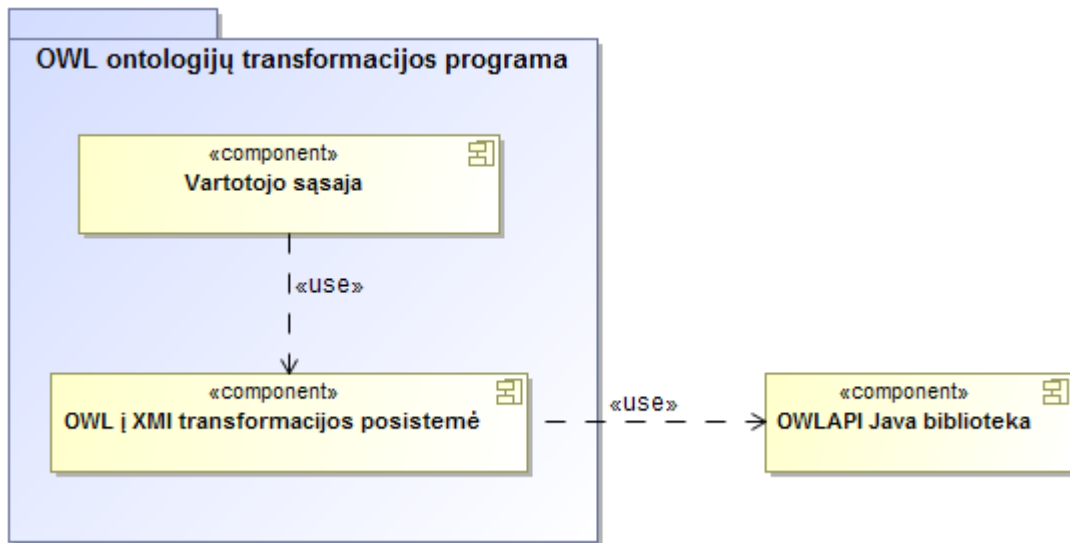 OWL ontologijų transformacijos programa
«component»
Vartotojo sąsaja
«use»
«component»
OWL į XMI transformacijos posistemė
«use»
«component»
OWLAPI Java biblioteka